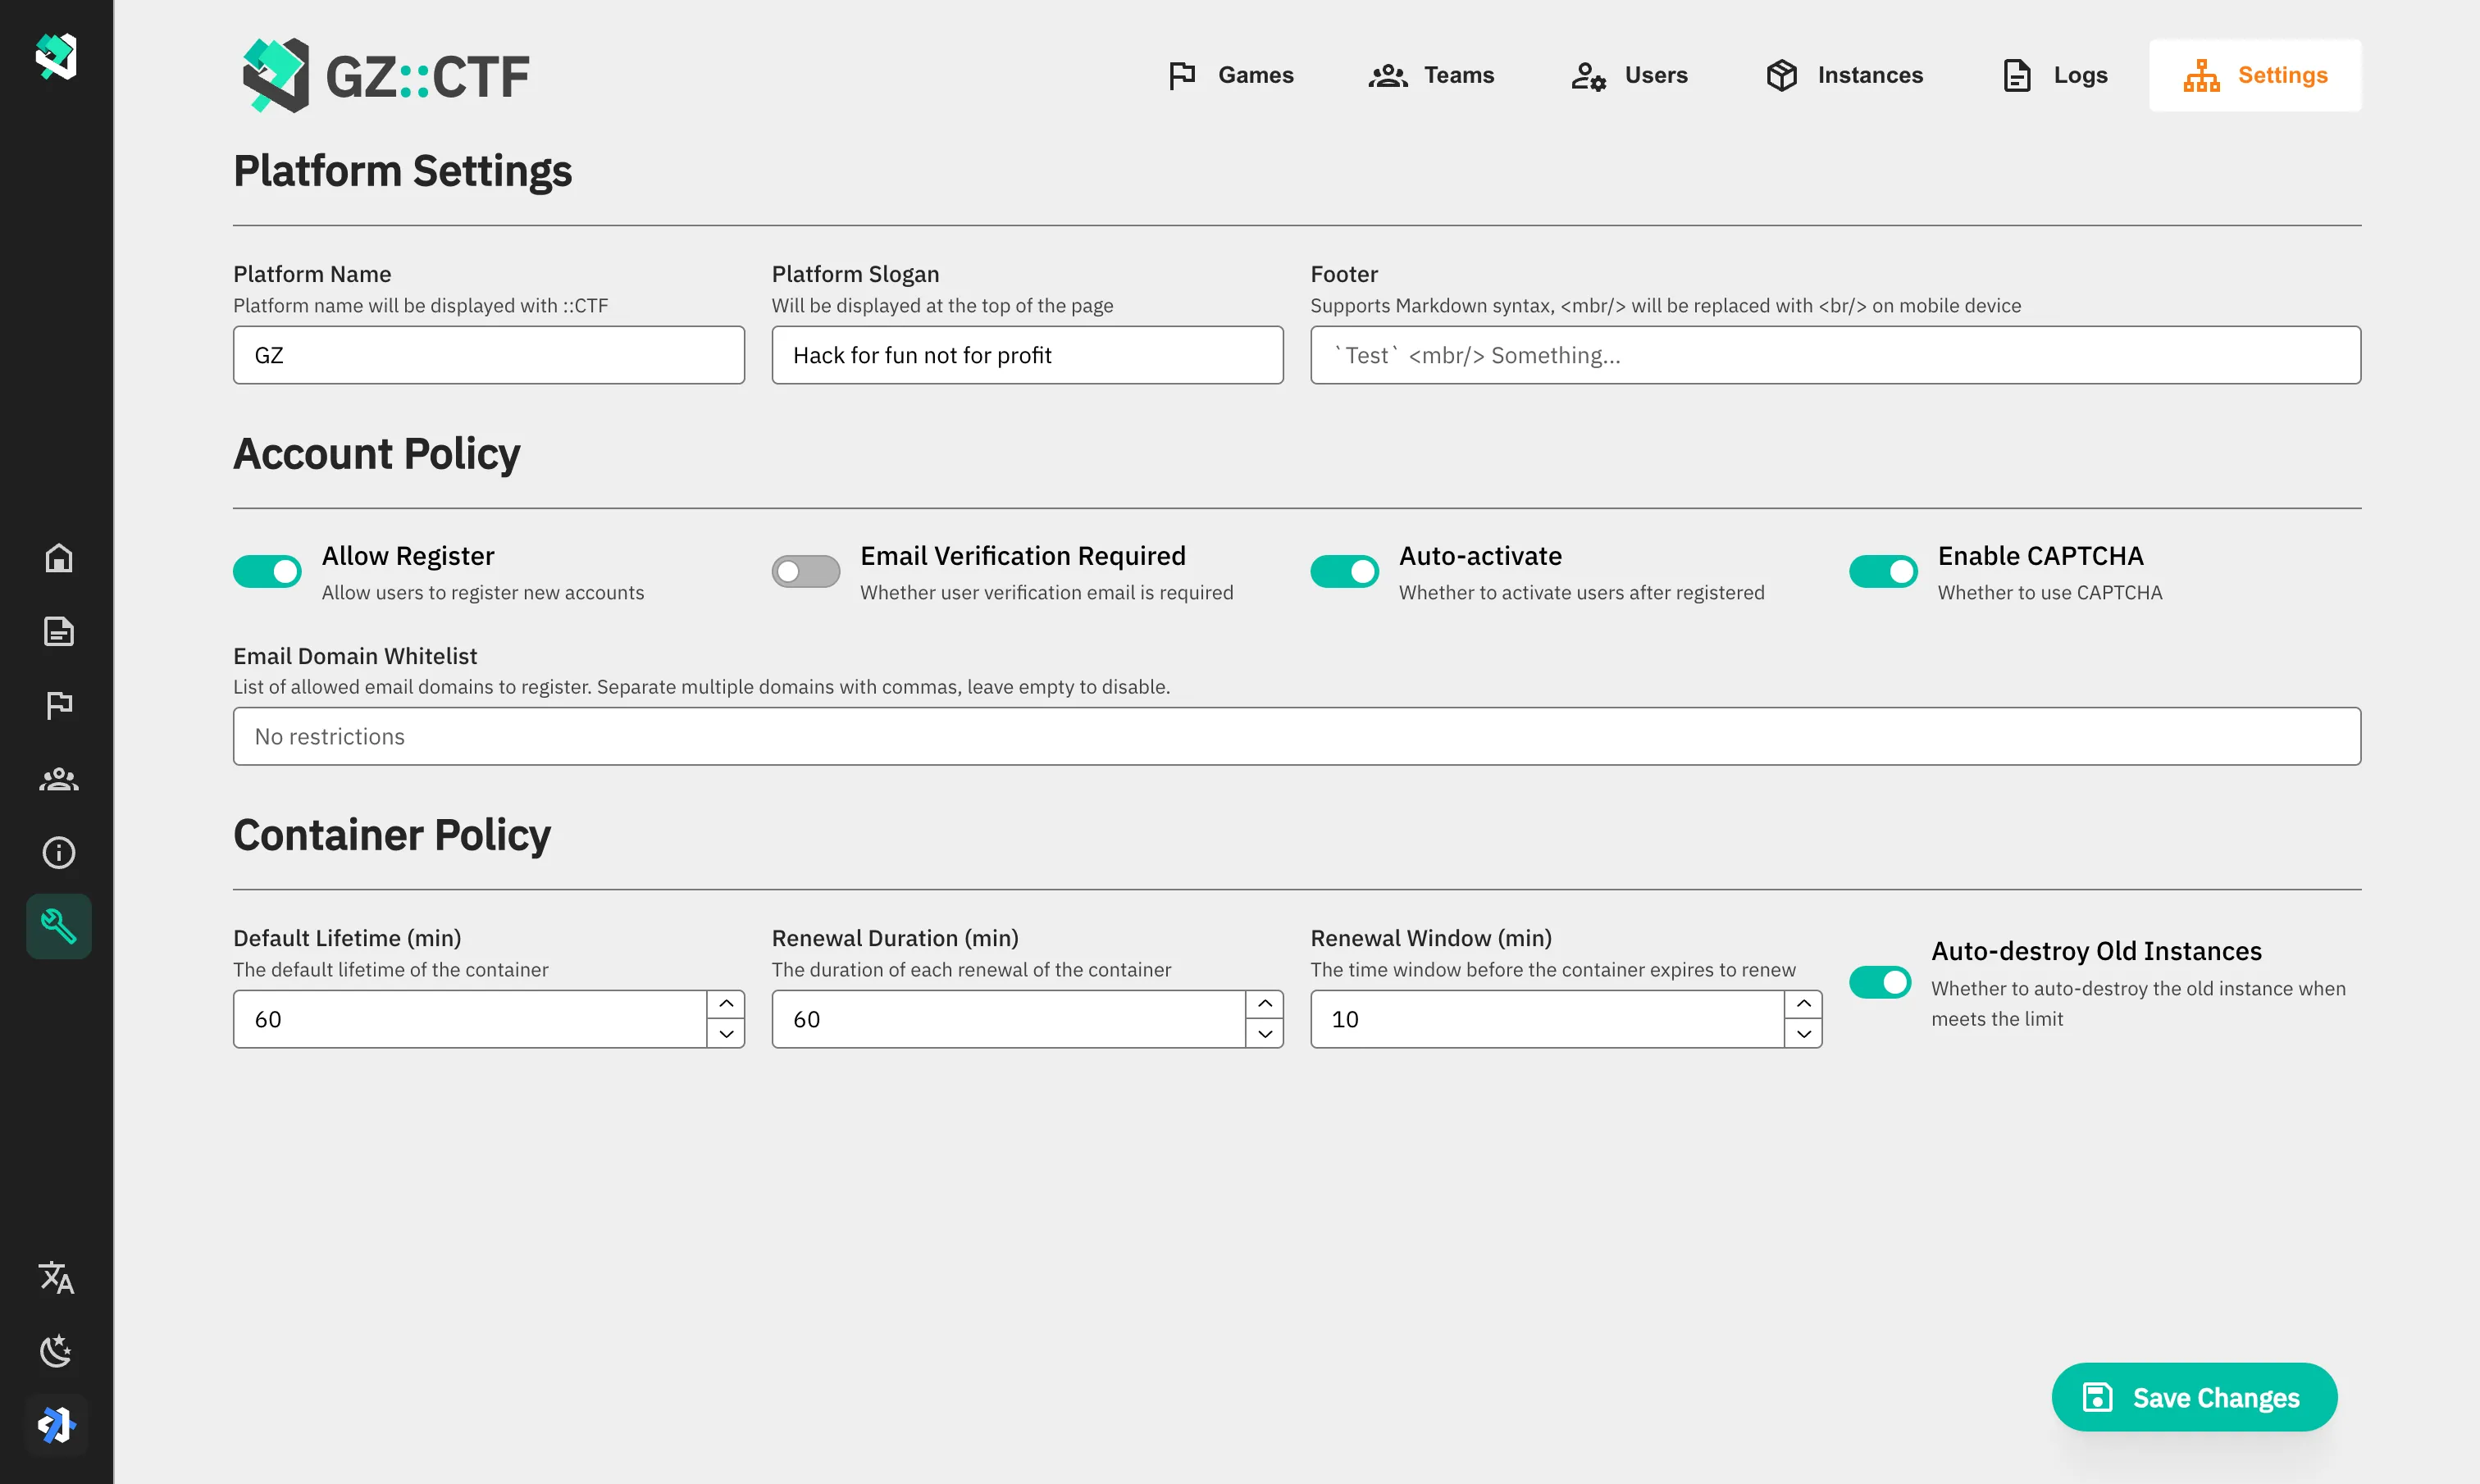 GZ::CTF
Games
Teams
Users
Instances
Logs
Settings
Platform Settings
Platform Name
Platform name will be displayed with ::CTF
GZ
Platform Slogan
Will be displayed at the top of the page
Hack for fun not for profit
Footer
Supports Markdown syntax, <mbr/> will be replaced with <br/> on mobile device
`Test` <mbr/> Something...
Account Policy
Allow Register
Allow users to register new accounts
Email Verification Required
Whether user verification email is required
Auto-activate
Whether to activate users after registered
Enable CAPTCHA
Whether to use CAPTCHA
Email Domain Whitelist
List of allowed email domains to register. Separate multiple domains with commas, leave empty to disable.
No restrictions
Container Policy
Default Lifetime (min)
The default lifetime of the container
60
Renewal Duration (min)
The duration of each renewal of the container
60
Renewal Window (min)
The time window before the container expires to renew
10
Auto-destroy Old Instances
Whether to auto-destroy the old instance when
meets the limit
Save Changes